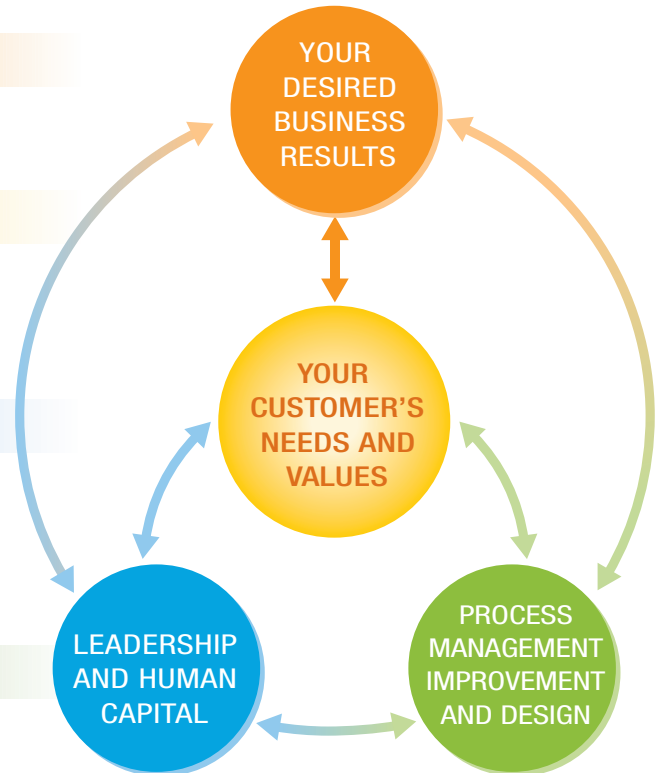 YOUR
DESIRED
BUSINESS
RESULTS
YOUR
CUSTOMER’S
NEEDS AND
VALUES
LEADERSHIP
AND HUMAN
CAPITAL
PROCESS
MANAGEMENT
IMPROVEMENT
AND DESIGN